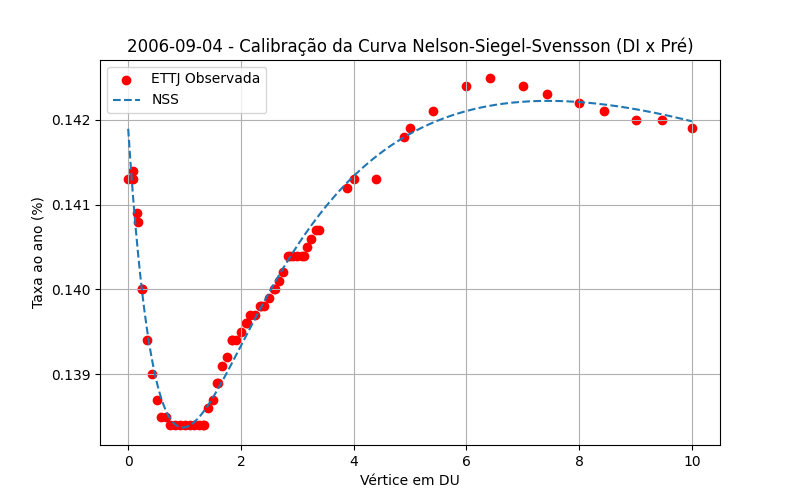 2006-09-04 - Calibração da Curva Nelson-Siegel-Svensson (DI x Pré)
ETTJ Observada
NSS
Taxa ao ano (%)
0.142
0.141
0.140
0.139
0 2 4 6 8 10
Vértice em DU